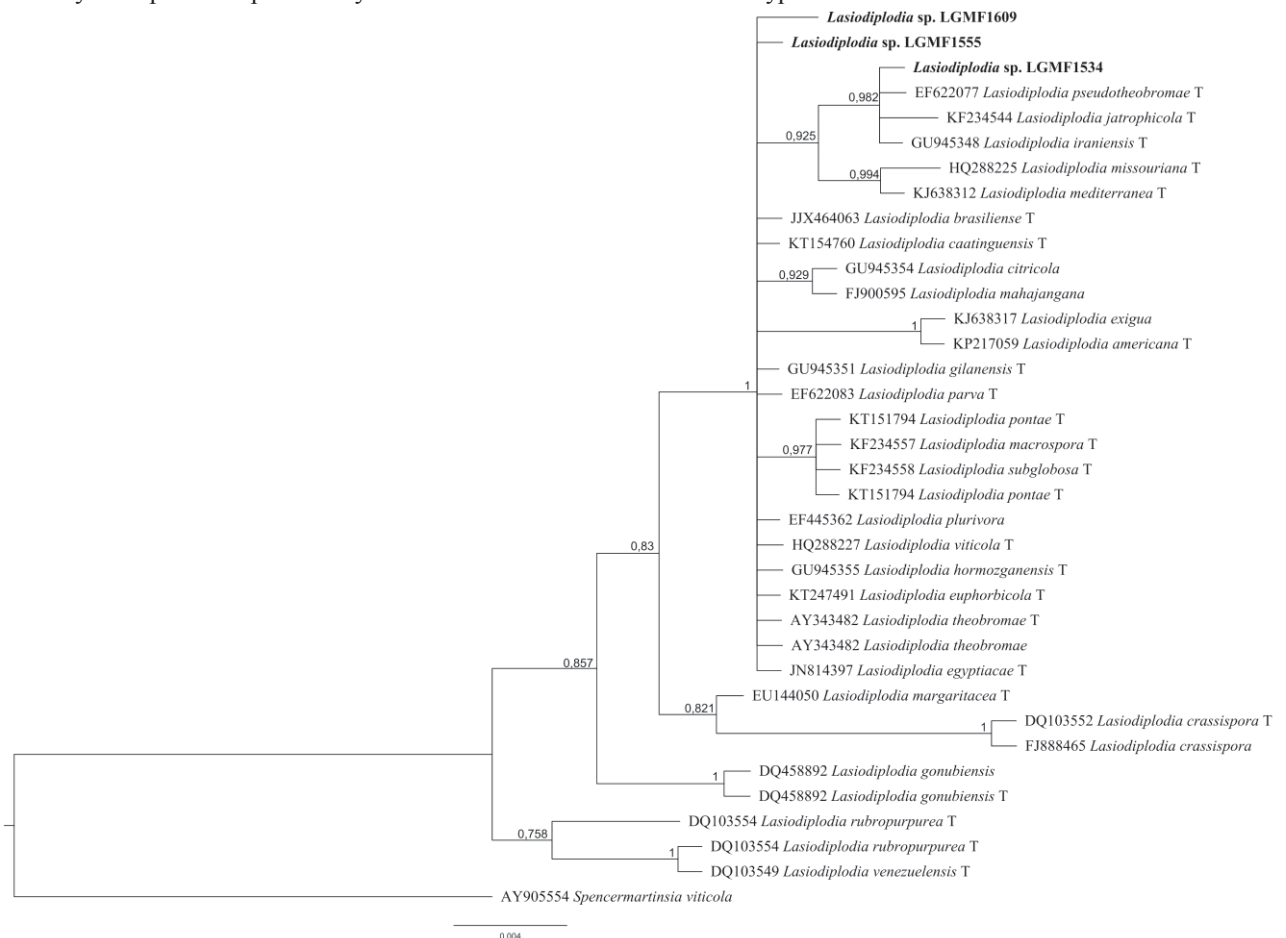 Lasiodiplodia sp. LGMF1609
Lasiodiplodia sp. LGMF1555
Lasiodiplodia sp. LGMF1534
0,982
EF622077 Lasiodiplodia pseudotheobromae T
KF234544 Lasiodiplodia jatrophicola T
0,925
GU945348 Lasiodiplodia iraniensis T
HQ288225 Lasiodiplodia missouriana T
0,994
KJ638312 Lasiodiplodia mediterranea T
JJX464063 Lasiodiplodia brasiliense T
KT154760 Lasiodiplodia caatinguensis T
GU945354 Lasiodiplodia citricola
0,929
FJ900595 Lasiodiplodia mahajangana
KJ638317 Lasiodiplodia exigua
1
KP217059 Lasiodiplodia americana T
GU945351 Lasiodiplodia gilanensis T
1
EF622083 Lasiodiplodia parva T
KT151794 Lasiodiplodia pontae T
KF234557 Lasiodiplodia macrospora T
0,977
KF234558 Lasiodiplodia subglobosa T
KT151794 Lasiodiplodia pontae T
EF445362 Lasiodiplodia plurivora
HQ288227 Lasiodiplodia viticola T
0,83
GU945355 Lasiodiplodia hormozganensis T
KT247491 Lasiodiplodia euphorbicola T
AY343482 Lasiodiplodia theobromae T
AY343482 Lasiodiplodia theobromae
0,857
JN814397 Lasiodiplodia egyptiacae T
EU144050 Lasiodiplodia margaritacea T
0,821
DQ103552 Lasiodiplodia crassispora T
1
FJ888465 Lasiodiplodia crassispora
DQ458892 Lasiodiplodia gonubiensis
1
DQ458892 Lasiodiplodia gonubiensis T
DQ103554 Lasiodiplodia rubropurpurea T
0,758
DQ103554 Lasiodiplodia rubropurpurea T
1
DQ103549 Lasiodiplodia venezuelensis T
AY905554 Spencermartinsia viticola
0.004